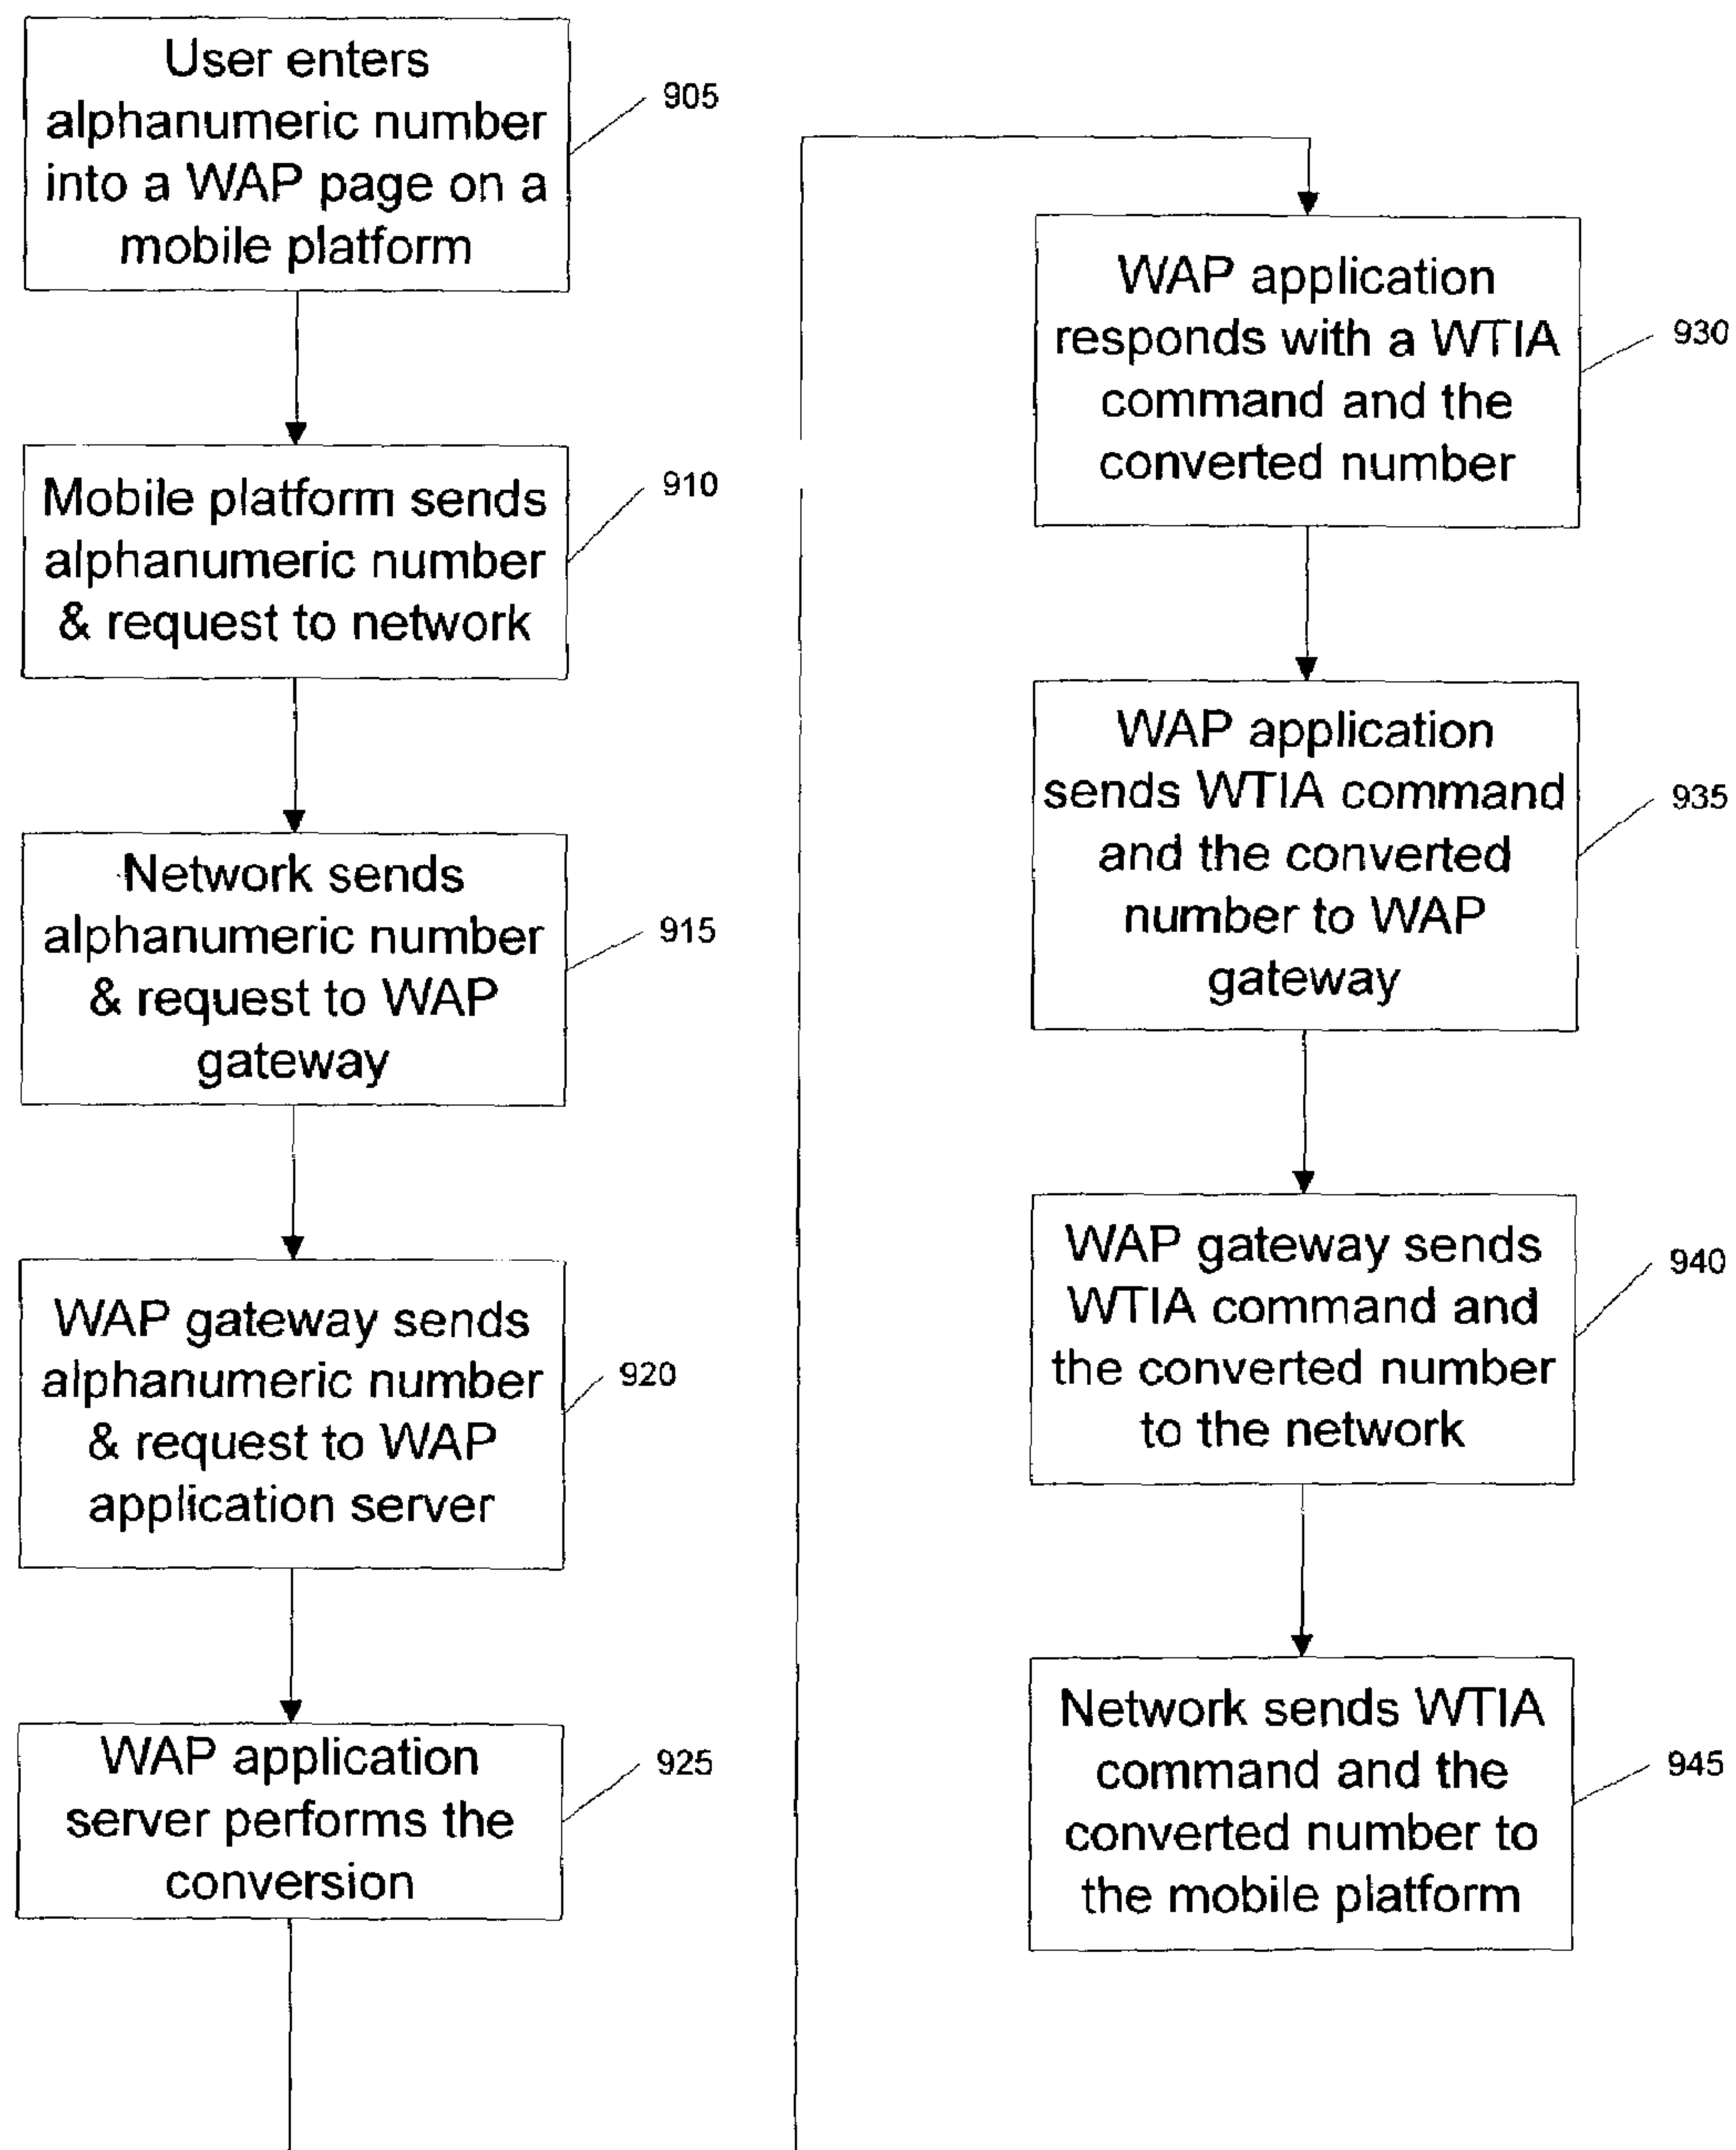 User enters
alphanumeric number
into a WAP page on a
mobile platform
905
Mobile platform sends
alphanumeric number
& request to network
910
Network sends
alphanumeric number
& request to WAP
gateway
915
WAP gateway sends
alphanumeric number
& request to WAP
application server
920
WAP application
server performs the
conversion
925
WAP application
responds with a WTIA
command and the
converted number
930
WAP application
sends WTIA command
and the converted
number to WAP
gateway
935
WAP gateway sends
WTIA command and
the converted number
to the network
940
Network sends WTIA
command and the
converted number to
the mobile platform
945